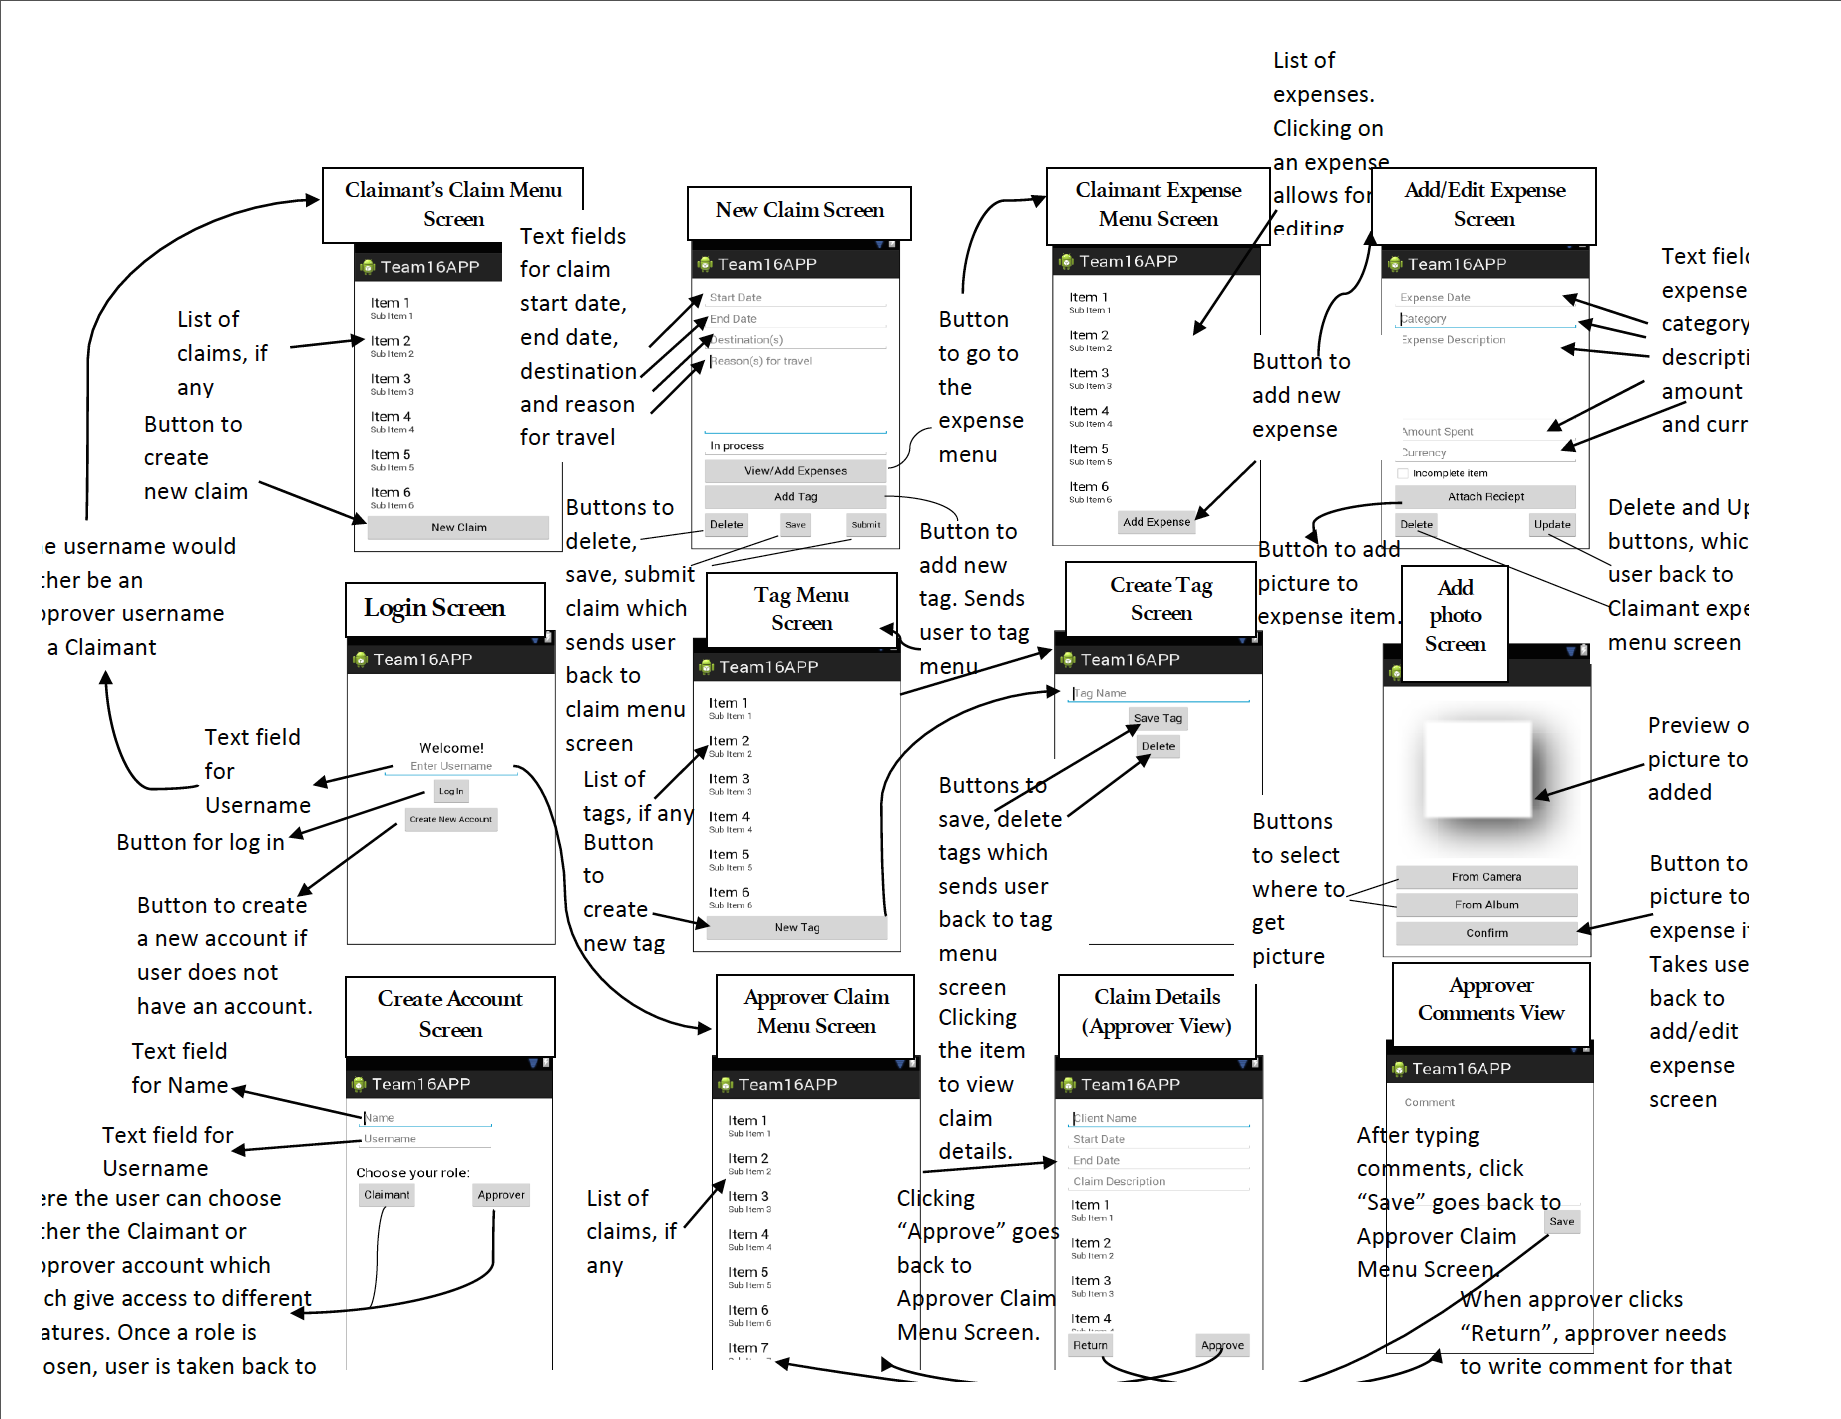 List of
expenses.
Clicking on
an expense
allows for
editing
Claimant's Claim Menu
Screen
List of
claims, if
any
Button to
create
new claim
Team16APP
Item 1
Sub Item 1
Item 2
Sub Item 2
Item 3
Sub Item 3
Item 4
Sub Item 4
Item 5
Sub Item 5
Item 6
Sub Item 6
New Claim
Text fields
for claim
start date,
end date,
destination
and reason
for travel
New Claim Screen
Team16APP
Start Date
End Date
Destination(s)
Reason(s) for travel
In process
View/Add Expenses
Add Tag
Delete
Save
Submit
Buttons to
delete,
save, submit
claim which
sends user
back to
claim menu
screen
Button
to go to
the
expense
menu
Button to
add new
tag. Sends
user to tag
menu
Claimant Expense
Menu Screen
Team16APP
Item 1
Sub Item 1
Item 2
Sub Item 2
Item 3
Sub Item 3
Item 4
Sub Item 4
Item 5
Sub Item 5
Item 6
Sub Item 6
Add Expense
Button to
add new
expense
Add/Edit Expense
Screen
Team16APP
Expense Date
Category
Expense Description
Amount Spent
Currency
Incomplete item
Attach Reciept
Delete
Update
Text field
expense
category
descripti
amount
and curr
Button to add
picture to
expense item.
Delete and Up
buttons, whic
user back to
Claimant expe
menu screen
e username would
her be an
pprover username
a Claimant
Login Screen
Team16APP
Welcome!
Enter Username
Log In
Create New Account
Text field
for
Username
Button for log in
Button to create
a new account if
user does not
have an account.
Tag Menu
Screen
Team16APP
Item 1
Sub Item 1
Item 2
Sub Item 2
Item 3
Sub Item 3
Item 4
Sub Item 4
Item 5
Sub Item 5
Item 6
Sub Item 6
New Tag
List of
tags, if any
Button
to
create
new tag
Create Tag
Screen
Team16APP
Tag Name
Save Tag
Delete
Buttons to
save, delete
tags which
sends user
back to tag
menu
screen
Add
photo
Screen
From Camera
From Album
Confirm
Buttons
to select
where to
get
picture
Preview o
picture to
added
Button to
picture to
expense i
Takes use
back to
add/edit
expense
screen
Create Account
Screen
Team16APP
Name
Username
Choose your role:
Claimant
Approver
Text field
for Name
Text field for
Username
ere the user can choose
ther the Claimant or
pprover account which
ch give access to different
atures. Once a role is
osen, user is taken back to
Approver Claim
Menu Screen
Team16APP
Item 1
Sub Item 1
Item 2
Sub Item 2
Item 3
Sub Item 3
Item 4
Sub Item 4
Item 5
Sub Item 5
Item 6
Sub Item 6
Item 7
List of
claims, if
any
Clicking
the item
to view
claim
details.
Clicking
“Approve” goes
back to
Approver Claim
Menu Screen.
Claim Details
(Approver View)
Team16APP
Client Name
Start Date
End Date
Claim Description
Item 1
Sub Item 1
Item 2
Sub Item 2
Item 3
Sub Item 3
Item 4
Return
Approve
Approver
Comments View
Team16APP
Comment
Save
After typing
comments, click
“Save” goes back to
Approver Claim
Menu Screen.
When approver clicks
“Return”, approver needs
to write comment for that